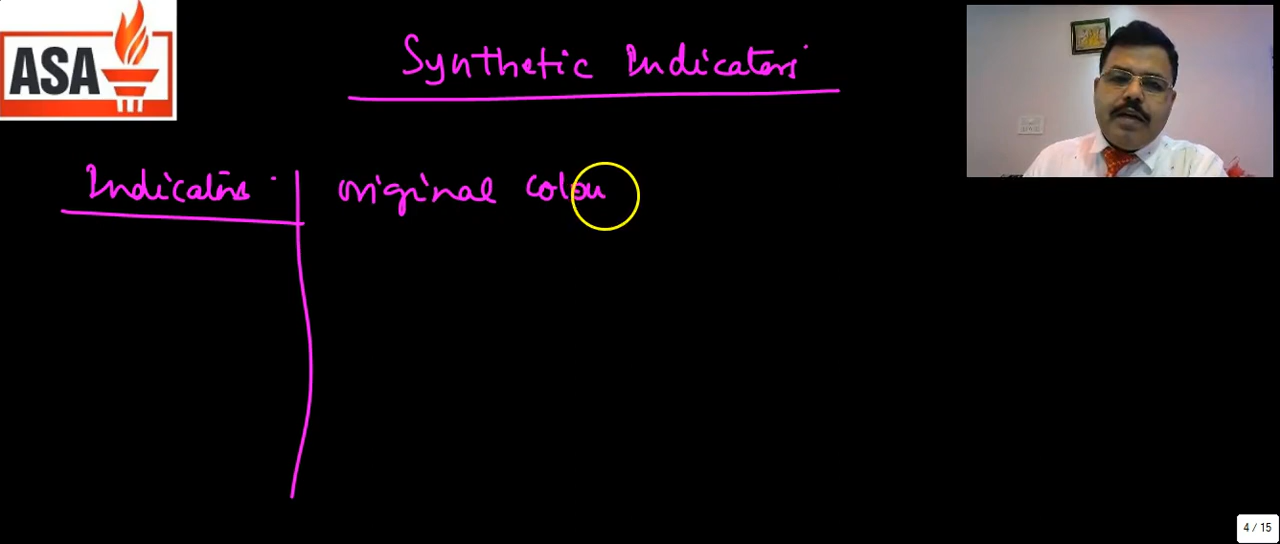 ASA
Synthetic Indicators
Indicators
original colou
4 / 15